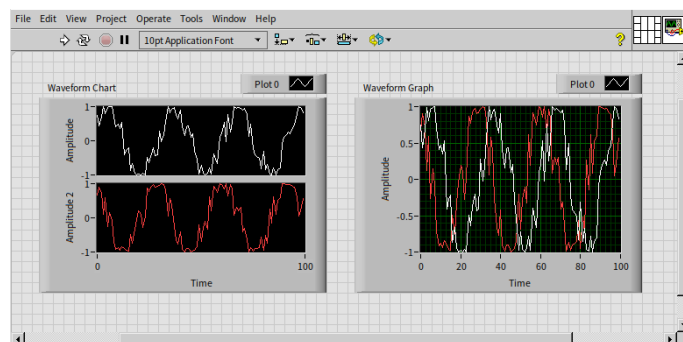 File Edit View Project Operate Tools Window Help
10pt Application Font
Waveform Chart
Plot 0
Amplitude
1
0
-1
Amplitude 2
1
0
-1
0
100
Time
Waveform Graph
Plot 0
Amplitude
1
0.5
0
-0.5
-1
0 20 40 60 80 100
Time